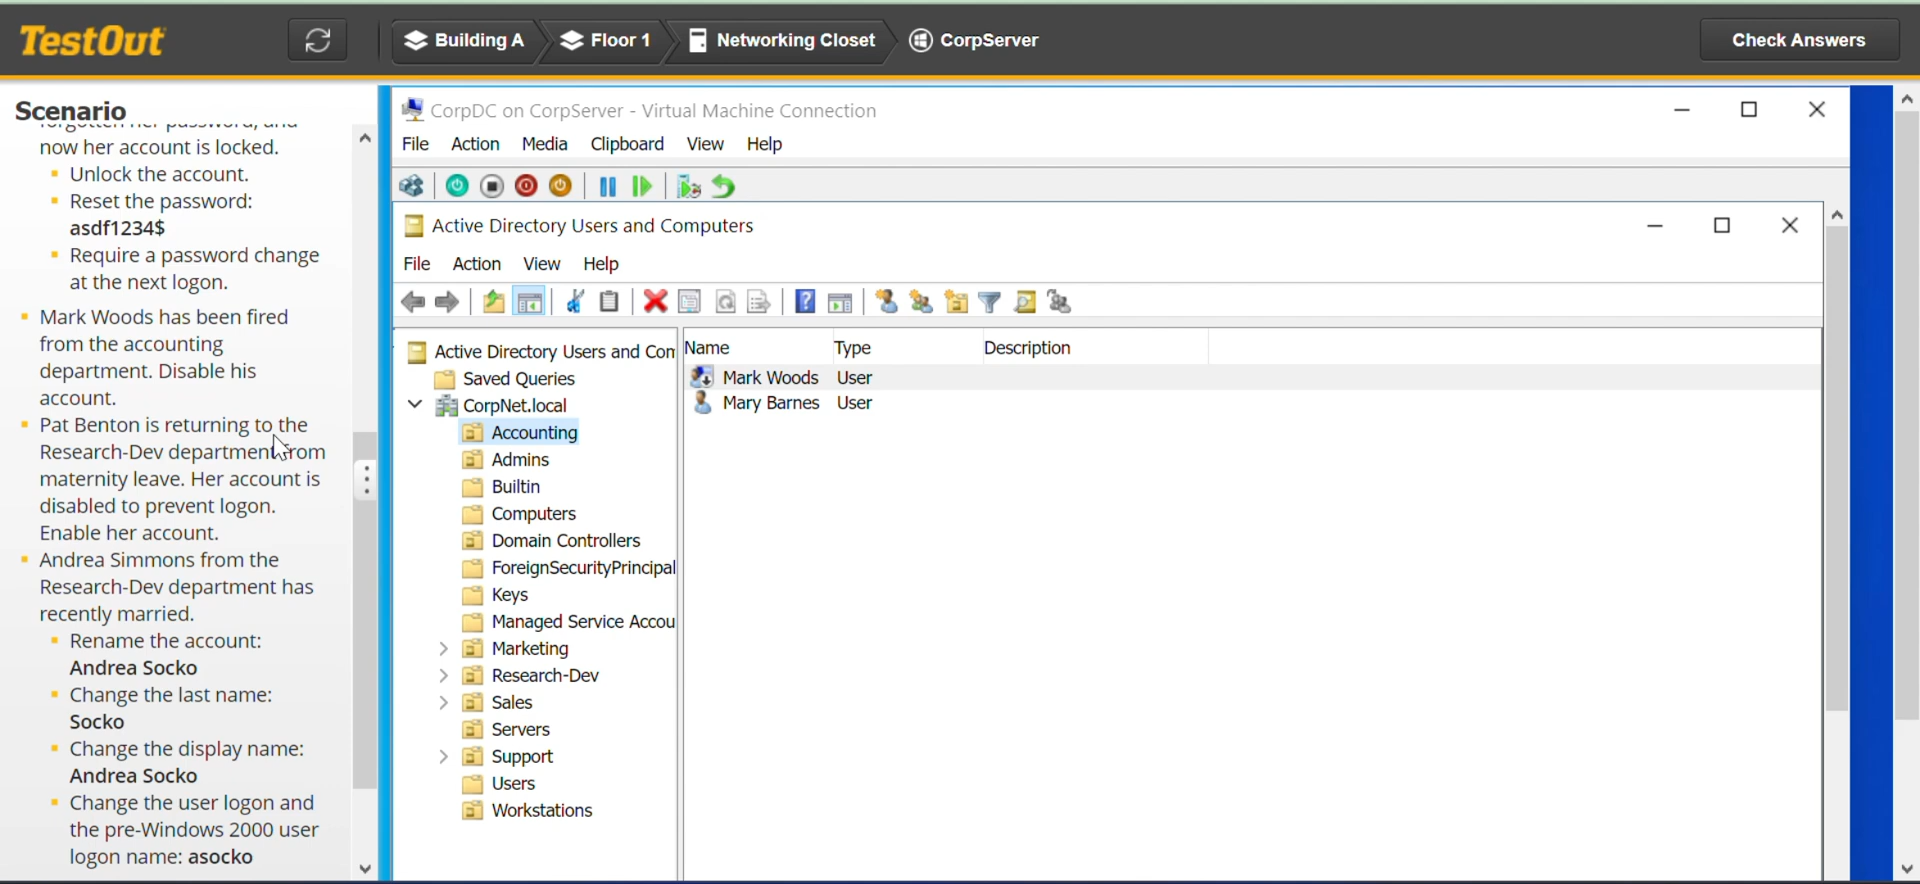 TestOut
Building A
Floor 1
Networking Closet
CorpServer
Check Answers
Scenario
forgotten her password, and
now her account is locked.
Unlock the account.
Reset the password:
asdf1234$
Require a password change
at the next logon.
Mark Woods has been fired
from the accounting
department. Disable his
account.
Pat Benton is returning to the
Research-Dev department from
maternity leave. Her account is
disabled to prevent logon.
Enable her account.
Andrea Simmons from the
Research-Dev department has
recently married.
Rename the account:
Andrea Socko
Change the last name:
Socko
Change the display name:
Andrea Socko
Change the user logon and
the pre-Windows 2000 user
logon name: asocko
CorpDC on CorpServer - Virtual Machine Connection
File Action Media Clipboard View Help
Active Directory Users and Computers
File Action View Help
Active Directory Users and Com
Saved Queries
CorpNet.local
Accounting
Admins
Builtin
Computers
Domain Controllers
ForeignSecurityPrincipal
Keys
Managed Service Accou
Marketing
Research-Dev
Sales
Servers
Support
Users
Workstations
Name Type Description
Mark Woods User
Mary Barnes User